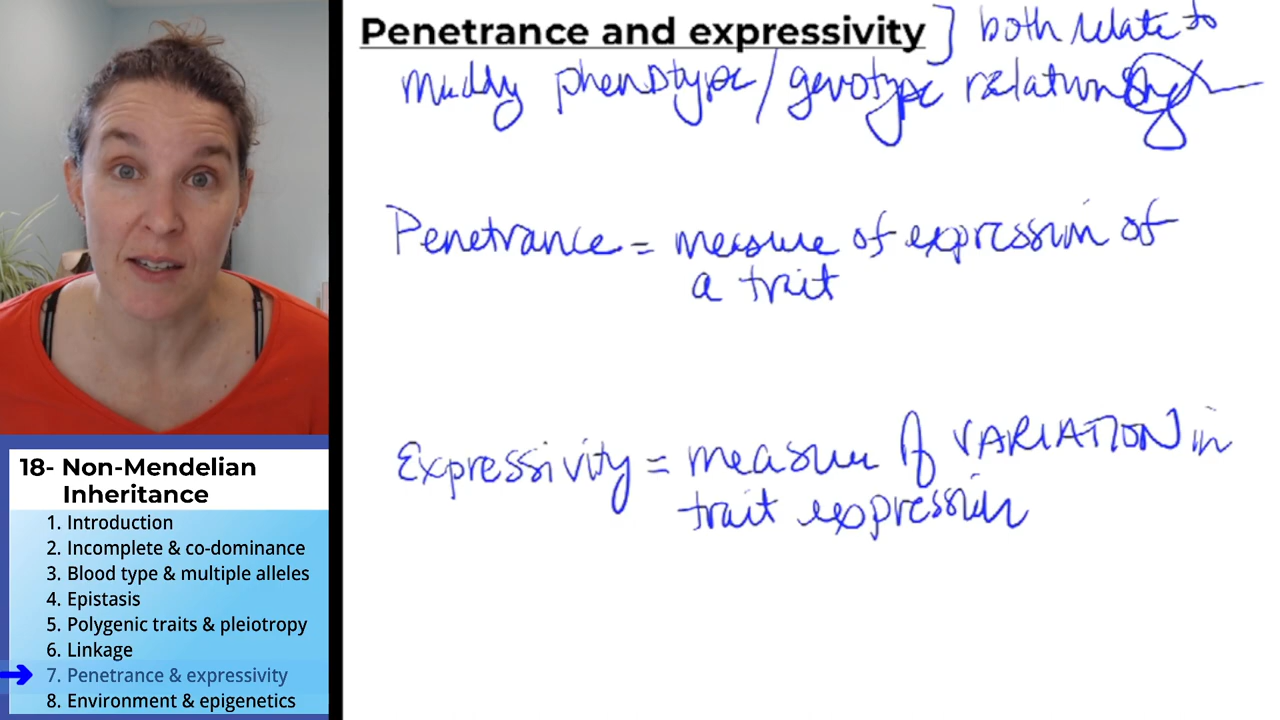 Penetrance and expressivity ] both relate to
muddy phenotype/genotype relationship
Penetrance = measure of expression of
a trait
Expressivity = measure of VARIATION in
trait expression
18- Non-Mendelian
Inheritance
1. Introduction
2. Incomplete & co-dominance
3. Blood type & multiple alleles
4. Epistasis
5. Polygenic traits & pleiotropy
6. Linkage
7. Penetrance & expressivity
8. Environment & epigenetics